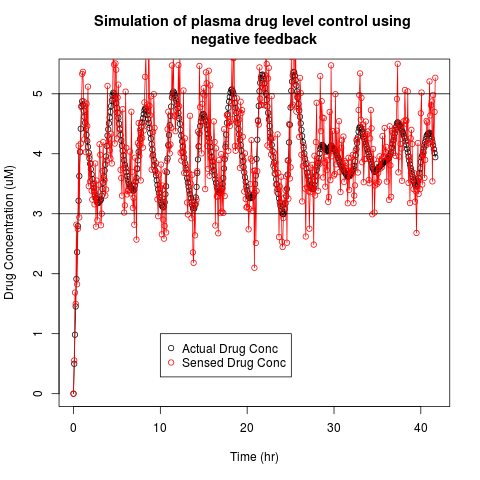 Simulation of plasma drug level control using
negative feedback
Drug Concentration (uM)
5
4
3
2
1
0
Actual Drug Conc
Sensed Drug Conc
0 10 20 30 40
Time (hr)